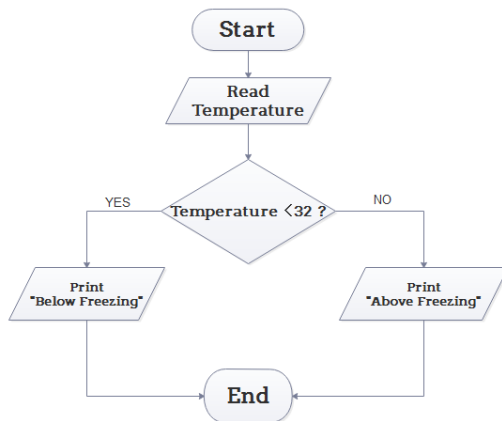 Start
Read
Temperature
Temperature <32 ?
YES
NO
Print
"Below Freezing"
Print
"Above Freezing"
End